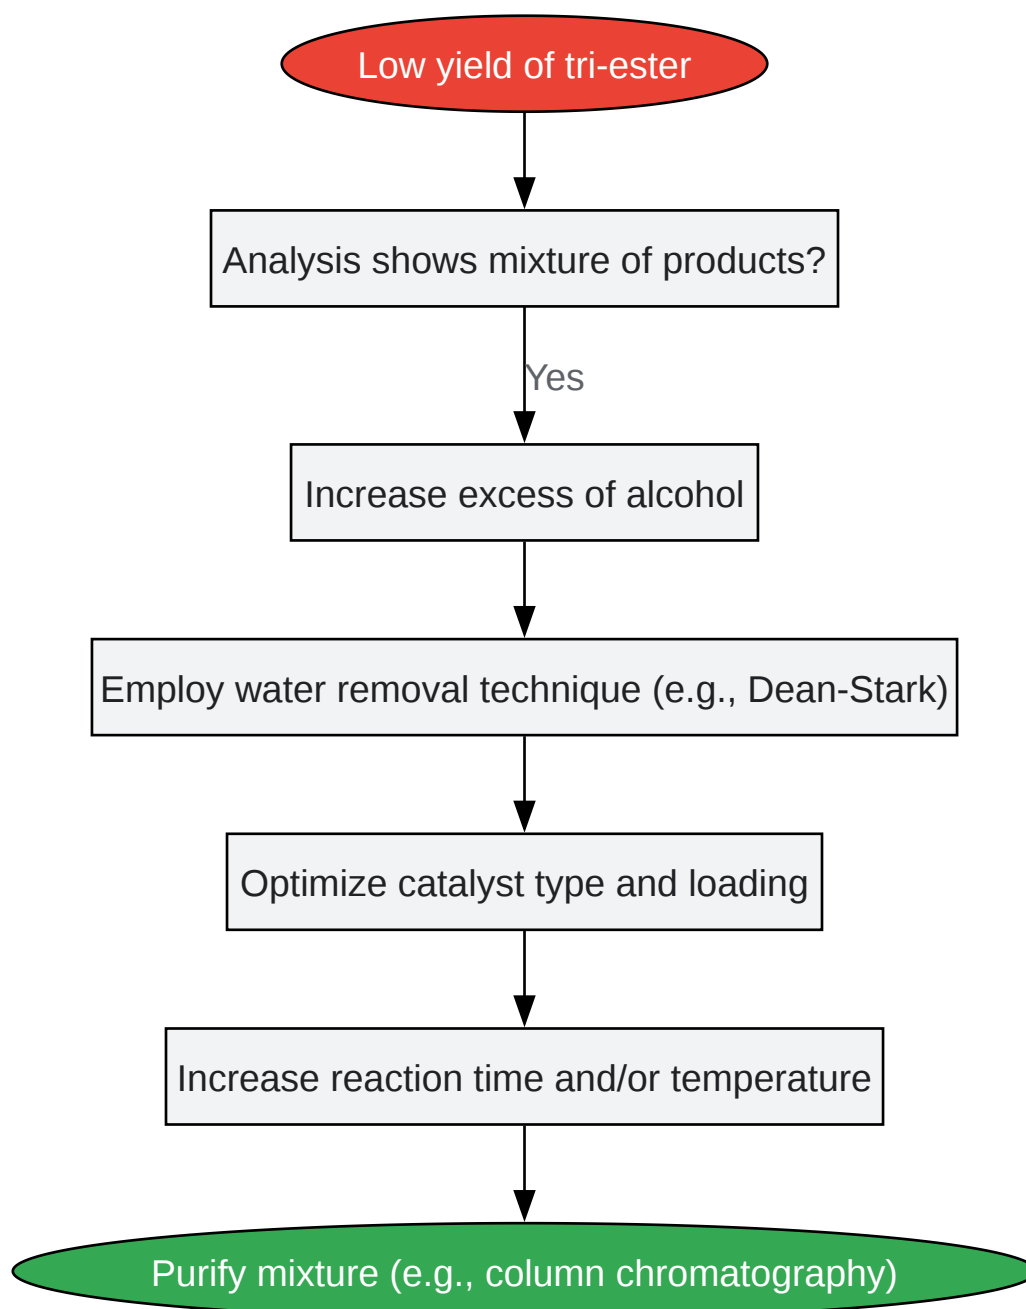 Low yield of tri-ester
Analysis shows mixture of products?
Yes
Increase excess of alcohol
Employ water removal technique (e.g., Dean-Stark)
Optimize catalyst type and loading
Increase reaction time and/or temperature
Purify mixture (e.g., column chromatography)